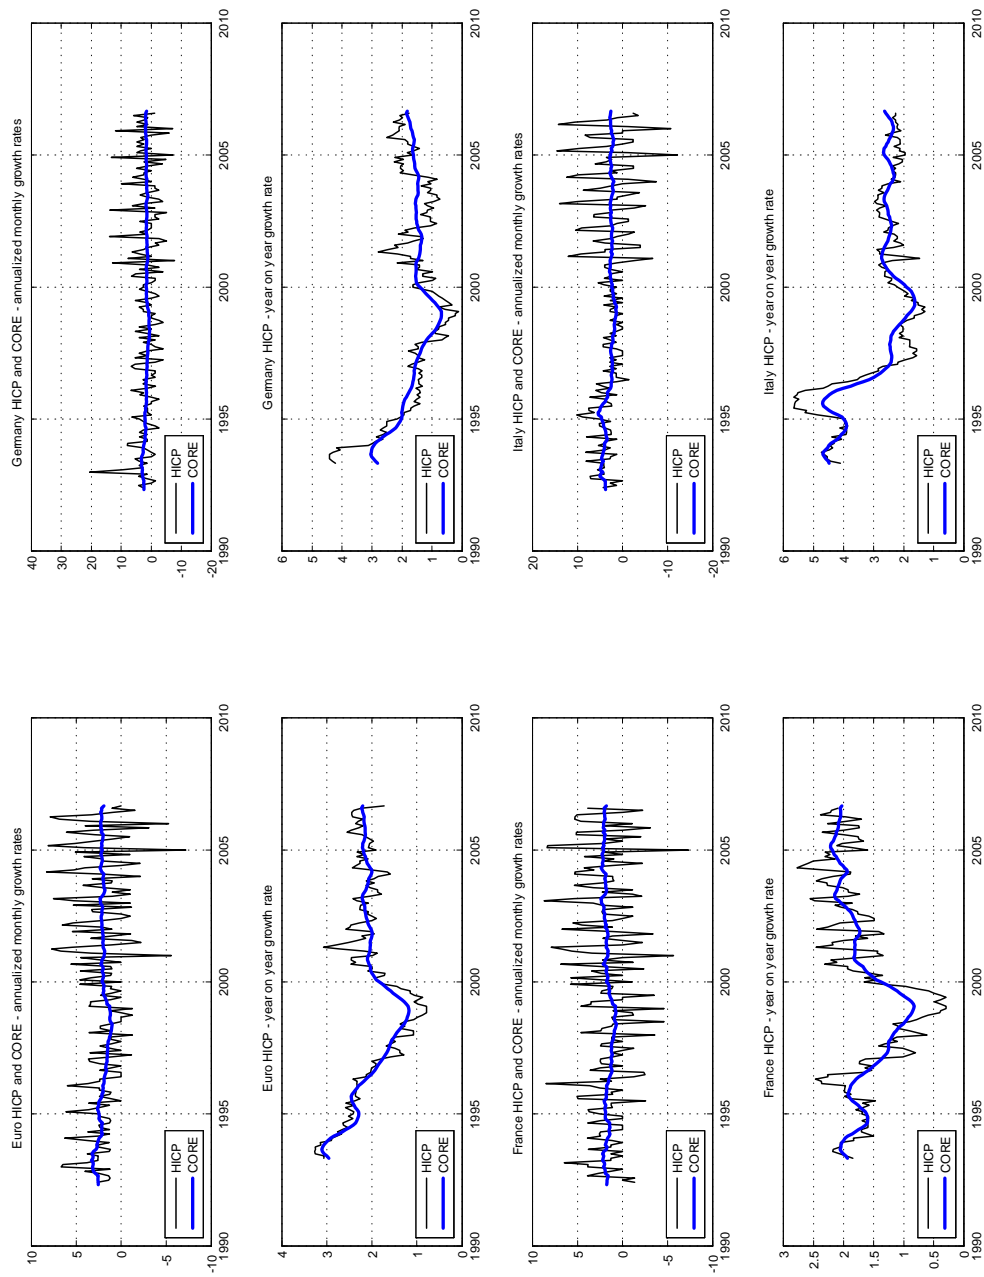 Euro HICP and CORE - annualized monthly growth rates
10
5
0
-5
-10
1990 1995 2000 2005 2010
HICP
CORE
Germany HICP and CORE - annualized monthly growth rates
40
30
20
10
0
-10
-20
1990 1995 2000 2005 2010
HICP
CORE
Euro HICP - year on year growth rate
4
3
2
1
0
1990 1995 2000 2005 2010
HICP
CORE
Germany HICP - year on year growth rate
6
5
4
3
2
1
0
1990 1995 2000 2005 2010
HICP
CORE
France HICP and CORE - annualized monthly growth rates
10
5
0
-5
-10
1990 1995 2000 2005 2010
HICP
CORE
Italy HICP and CORE - annualized monthly growth rates
20
10
0
-10
-20
1990 1995 2000 2005 2010
HICP
CORE
France HICP - year on year growth rate
3
2.5
2
1.5
1
0.5
0
1990 1995 2000 2005 2010
HICP
CORE
Italy HICP - year on year growth rate
6
5
4
3
2
1
0
1990 1995 2000 2005 2010
HICP
CORE